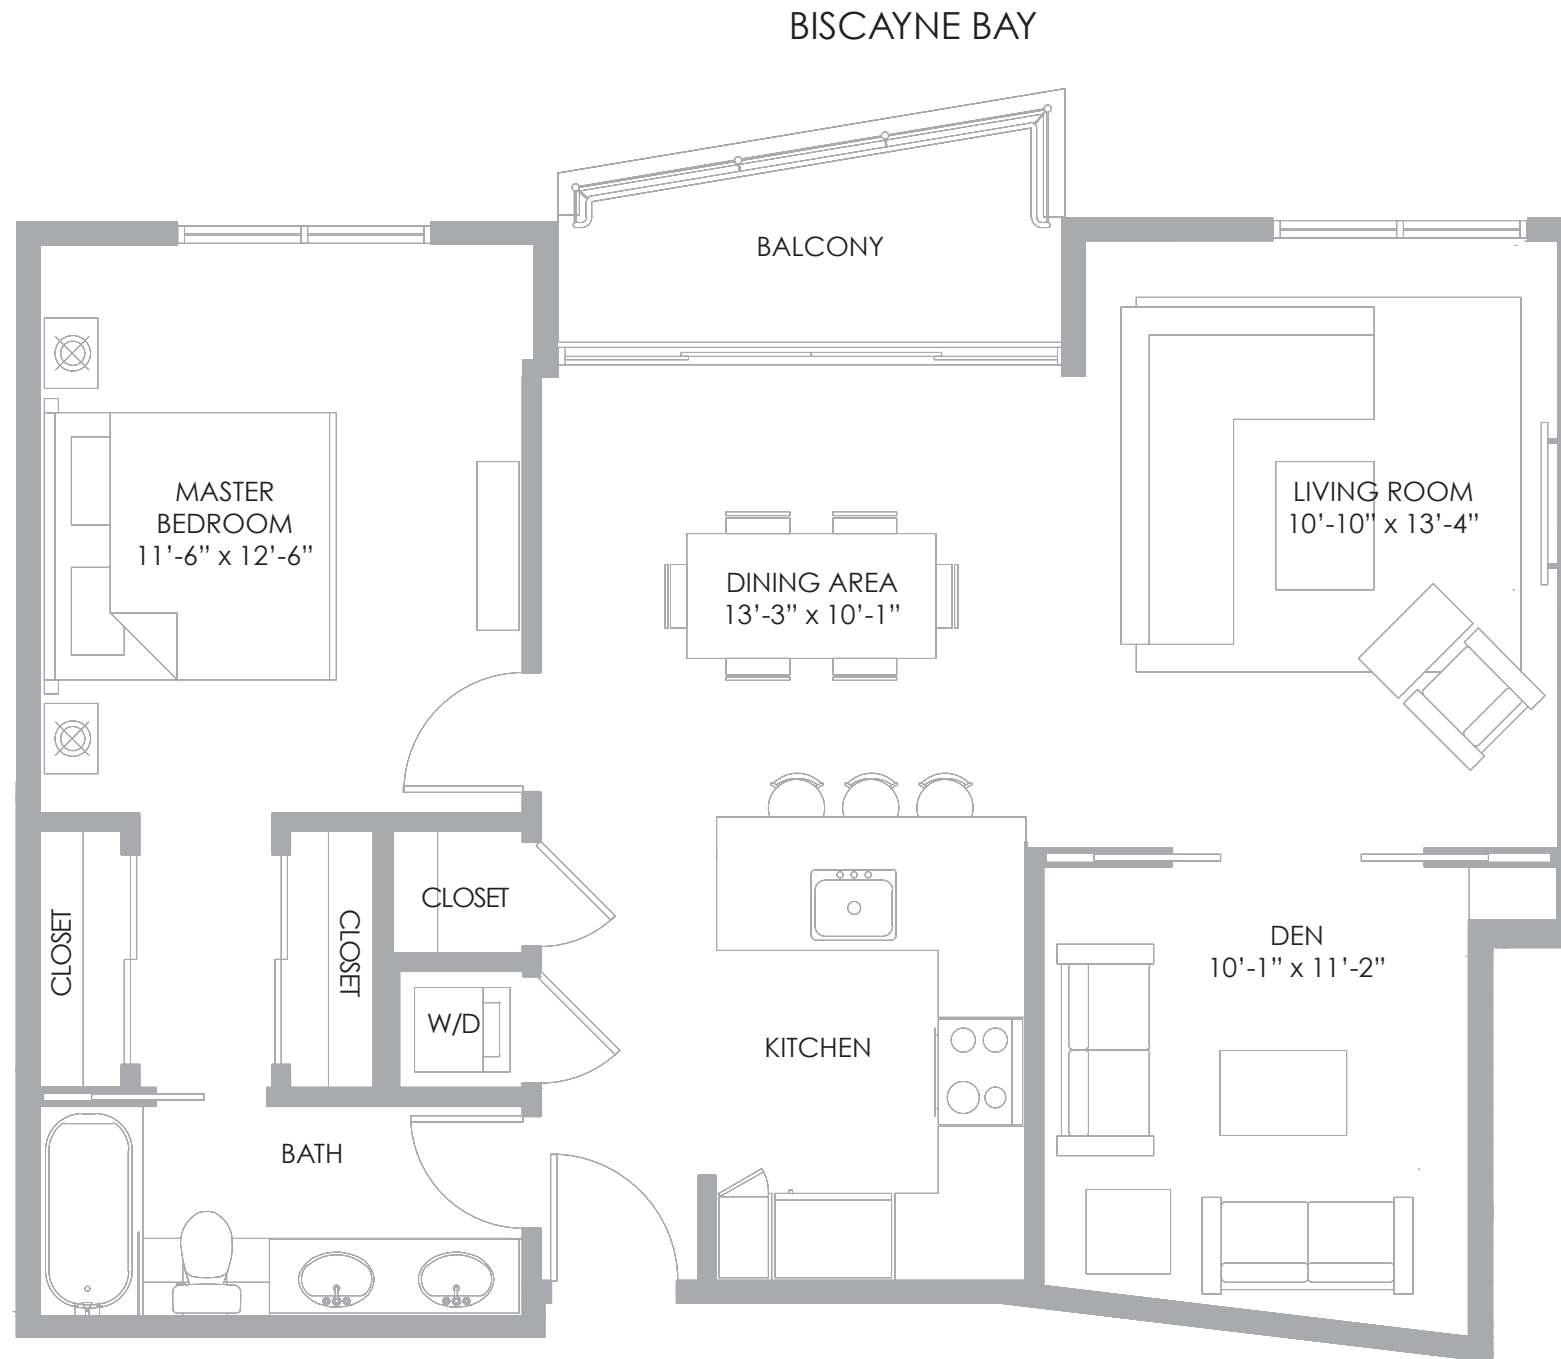 BISCAYNE BAY
BALCONY
MASTER
BEDROOM
11’-6” x 12’-6”
LIVING ROOM
10’-10” x 13’-4”
DINING AREA
13’-3” x 10’-1”
CLOSET
CLOSET
CLOSET
DEN
10’-1” x 11’-2”
W/D
KITCHEN
BATH